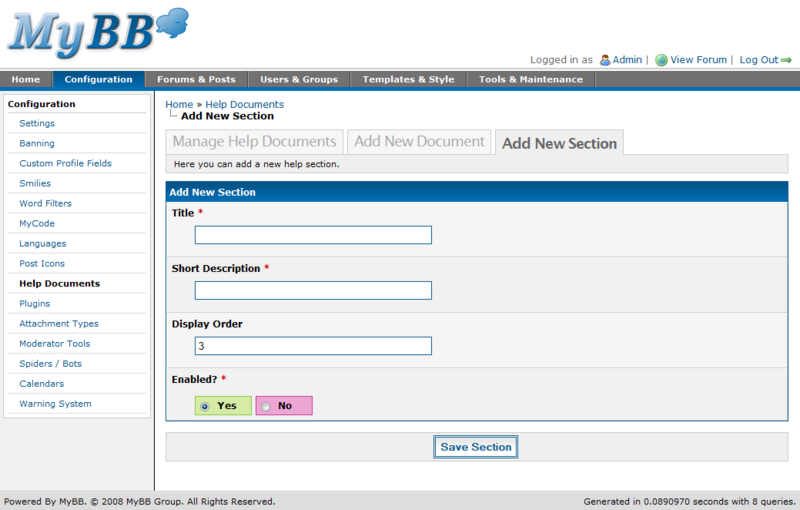 MyBB
Logged in as Admin | View Forum | Log Out
Home Configuration Forums & Posts Users & Groups Templates & Style Tools & Maintenance
Configuration
Settings
Banning
Custom Profile Fields
Smilies
Word Filters
MyCode
Languages
Post Icons
Help Documents
Plugins
Attachment Types
Moderator Tools
Spiders / Bots
Calendars
Warning System
Home » Help Documents
Add New Section
Manage Help Documents Add New Document Add New Section
Here you can add a new help section.
Add New Section
Title *
Short Description *
Display Order
3
Enabled? *
Yes No
Save Section
Powered By MyBB. © 2008 MyBB Group. All Rights Reserved. Generated in 0.0890970 seconds with 8 queries.